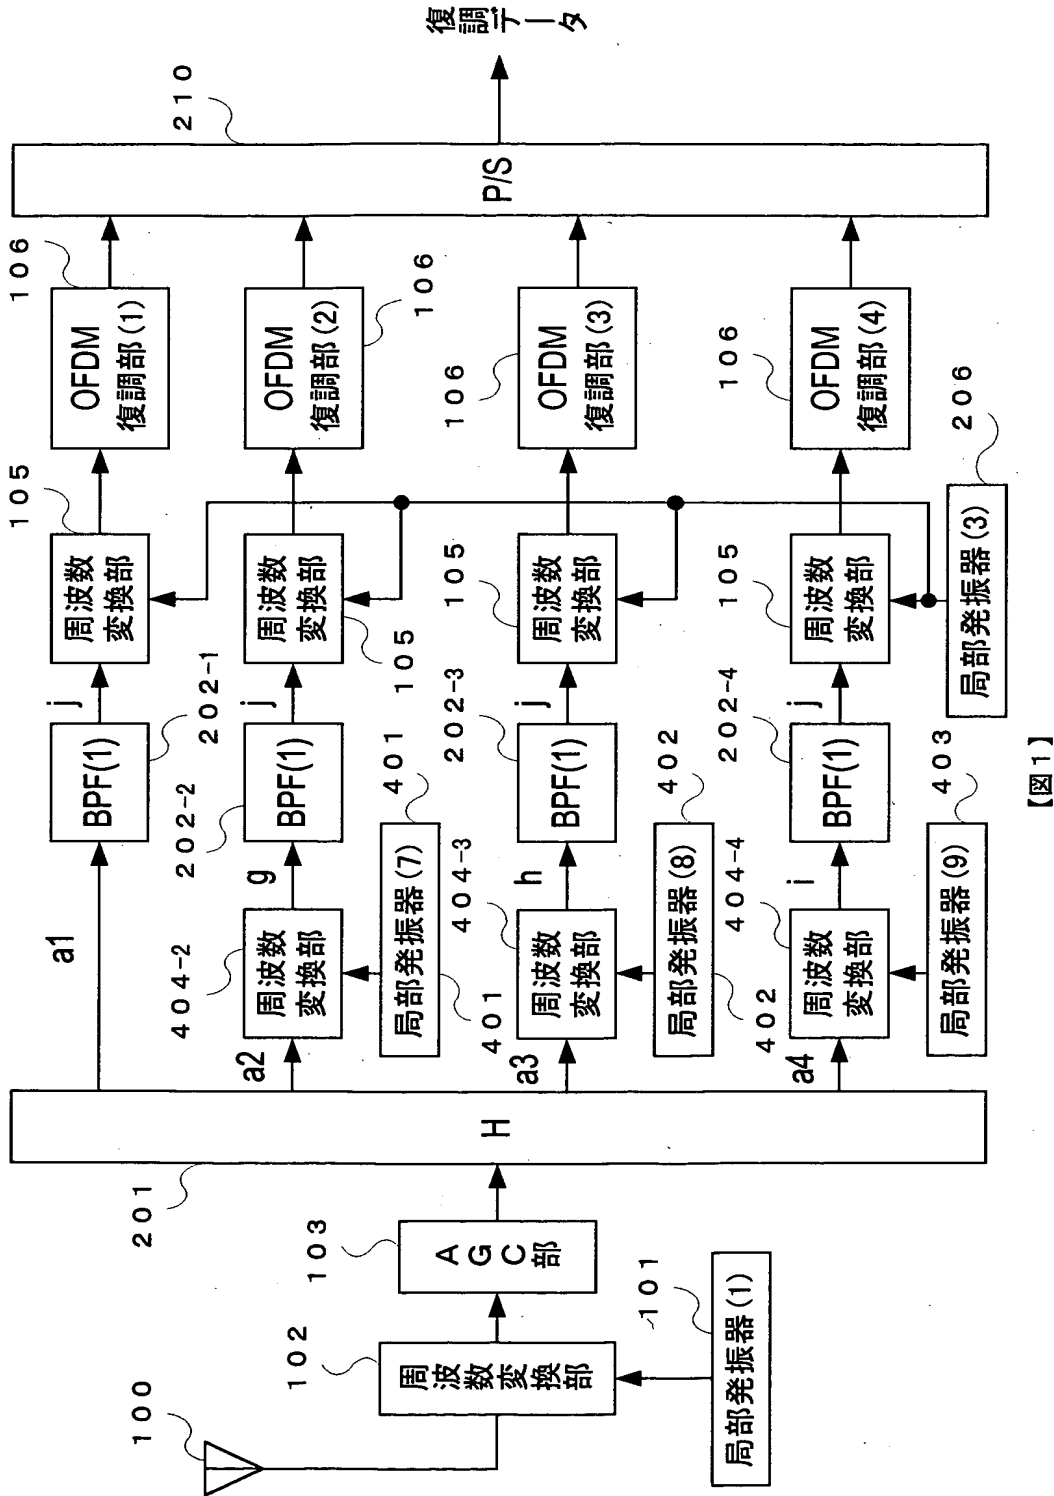 【図1】
100
102
周波数変換部
101
101
局部発振器(1)
103
AGC部
201
H
a1
a2
a3
a4
404-2
周波数
変換部
401
局部発振器(7)
401
404-3
周波数
変換部
402
局部発振器(8)
402
404-4
周波数
変換部
403
局部発振器(9)
g
h
i
202-1
BPF(1)
202-2
BPF(1)
202-3
BPF(1)
202-4
BPF(1)
j
j
j
j
105
周波数
変換部
105
周波数
変換部
105
周波数
変換部
105
周波数
変換部
206
局部発振器(3)
106
OFDM
復調部(1)
106
OFDM
復調部(2)
106
OFDM
復調部(3)
106
OFDM
復調部(4)
210
P/S
復調データ